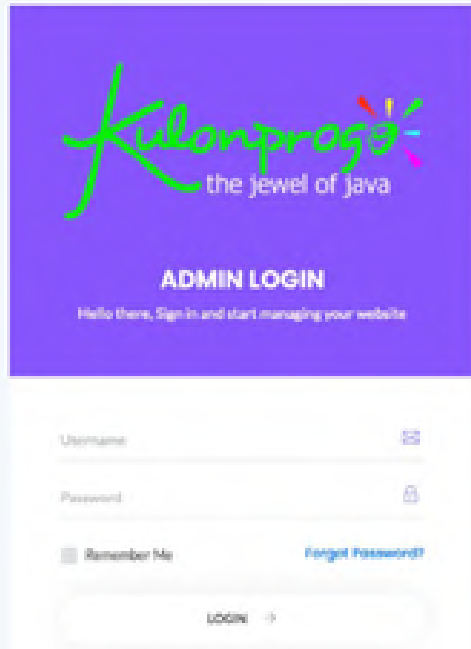 Kulonprogo
the jewel of java
ADMIN LOGIN
Hello there, Sign in and start managing your website
Username
Password
Remember Me Forgot Password?
LOGIN